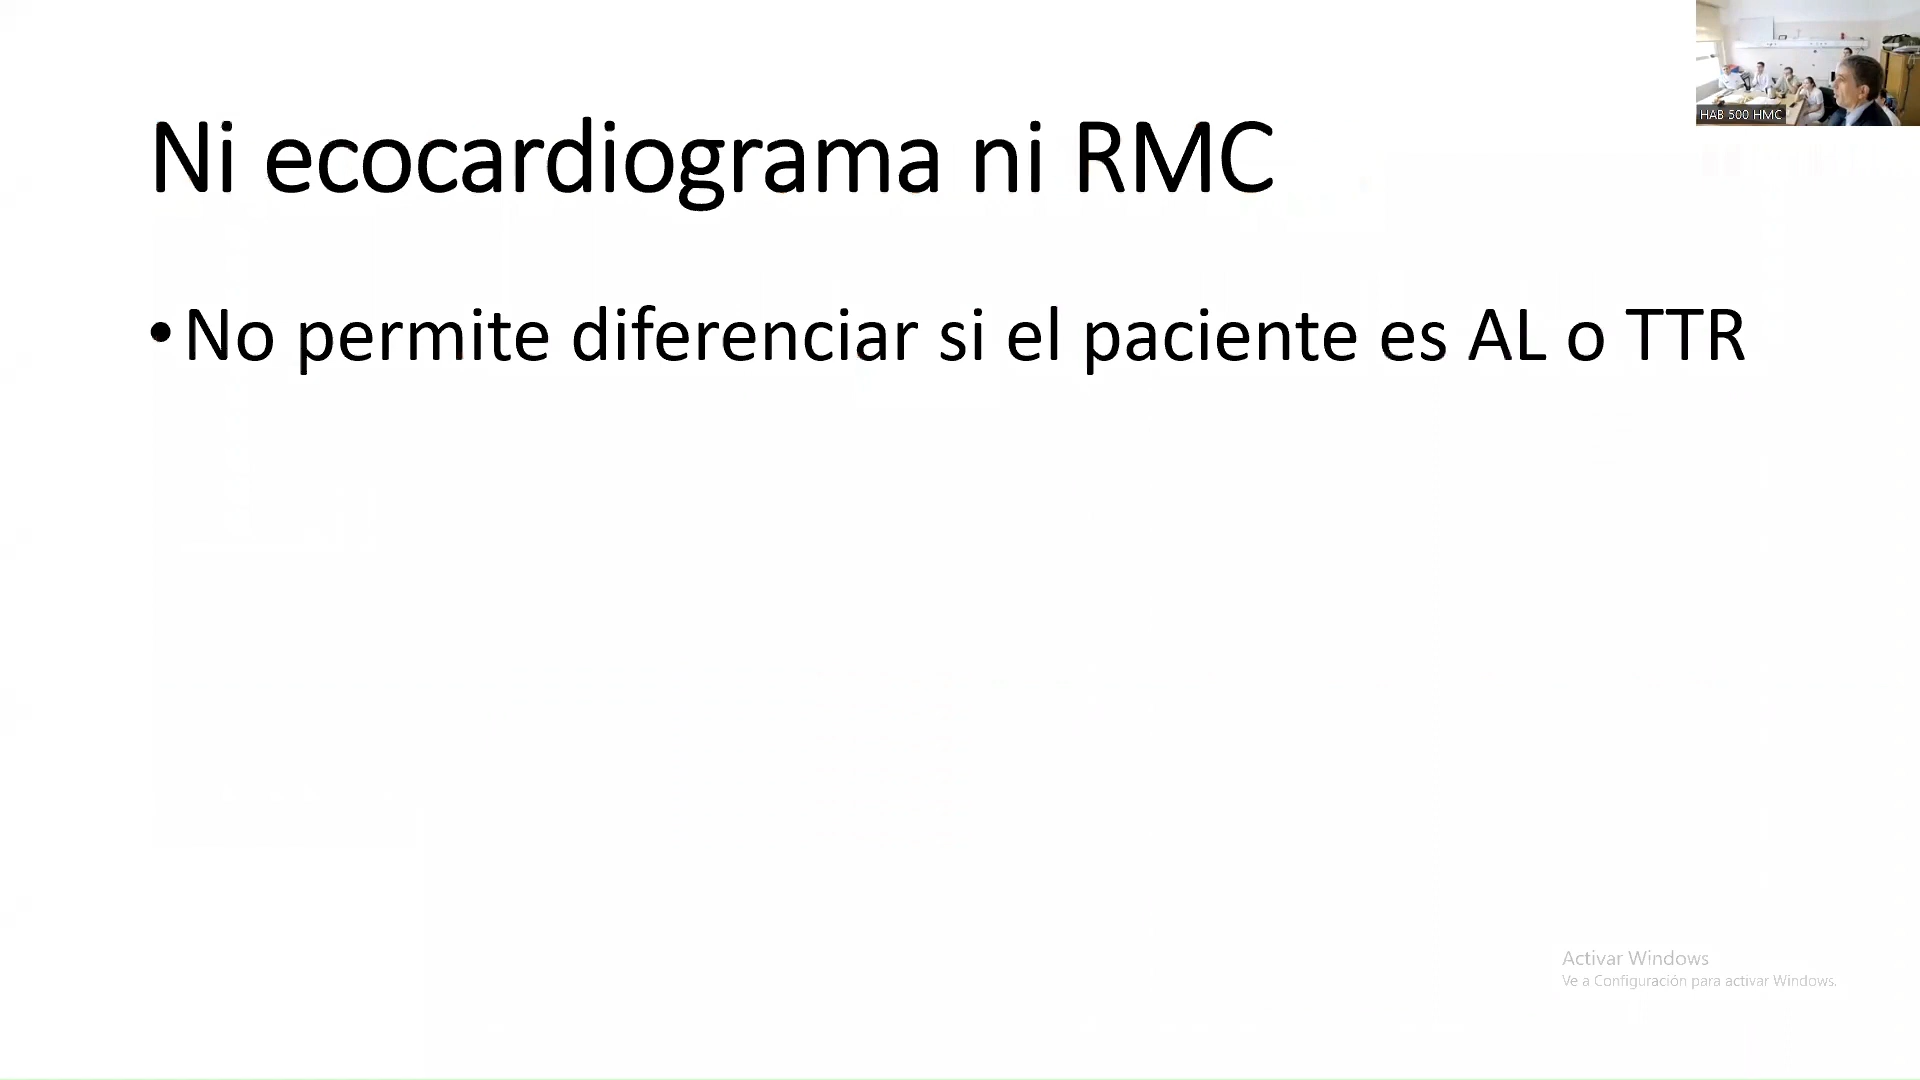 Ni ecocardiograma ni RMC
HAB 500 HMC
• No permite diferenciar si el paciente es AL o TTR
Activar Windows
Ve a Configuración para activar Windows.